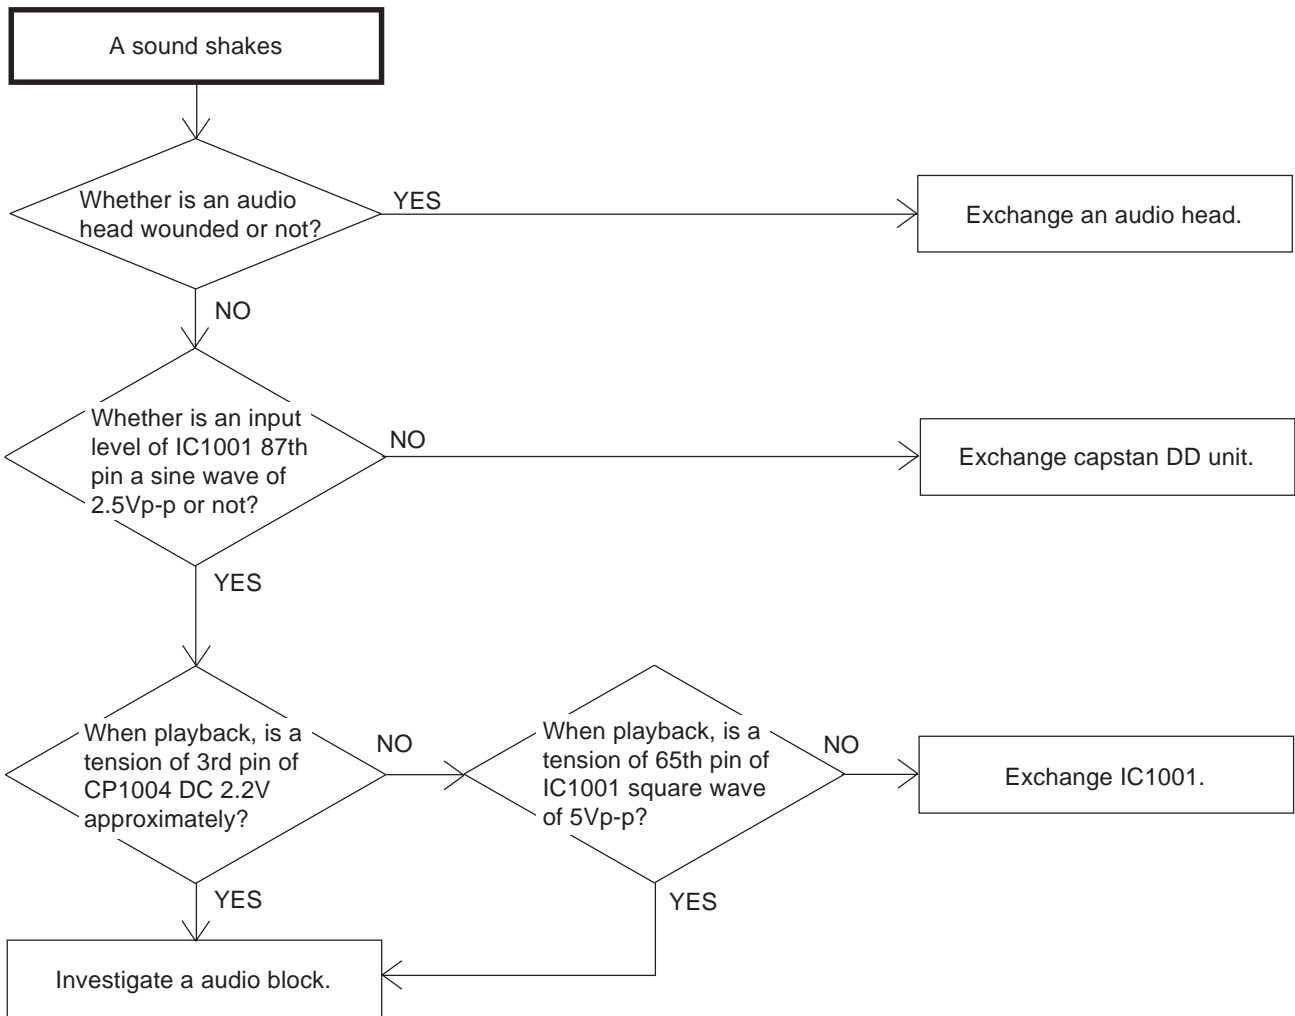 A sound shakes
Whether is an audio
head wounded or not?
YES
Exchange an audio head.
NO
Whether is an input
level of IC1001 87th
pin a sine wave of
2.5Vp-p or not?
NO
Exchange capstan DD unit.
YES
When playback, is a
tension of 3rd pin of
CP1004 DC 2.2V
approximately?
NO
When playback, is a
tension of 65th pin of
IC1001 square wave
of 5Vp-p?
NO
Exchange IC1001.
YES
YES
Investigate a audio block.